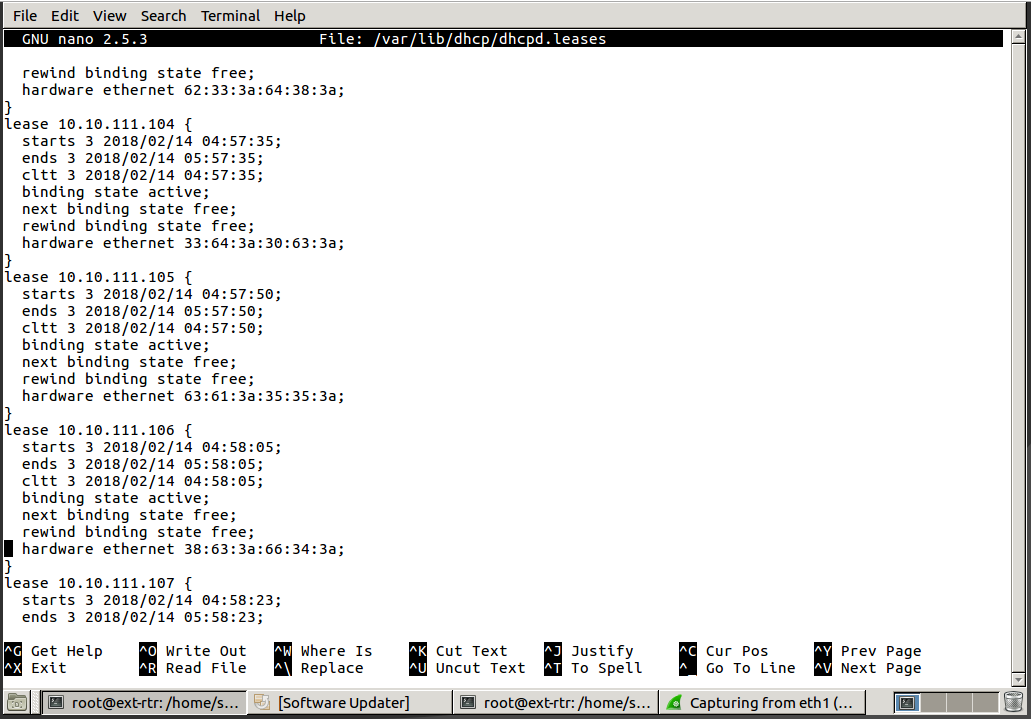 File Edit View Search Terminal Help
GNU nano 2.5.3 File: /var/lib/dhcp/dhcpd.leases
rewind binding state free;
hardware ethernet 62:33:3a:64:38:3a;
}
lease 10.10.111.104 {
starts 3 2018/02/14 04:57:35;
ends 3 2018/02/14 05:57:35;
cltt 3 2018/02/14 04:57:35;
binding state active;
next binding state free;
rewind binding state free;
hardware ethernet 33:64:3a:30:63:3a;
}
lease 10.10.111.105 {
starts 3 2018/02/14 04:57:50;
ends 3 2018/02/14 05:57:50;
cltt 3 2018/02/14 04:57:50;
binding state active;
next binding state free;
rewind binding state free;
hardware ethernet 63:61:3a:35:35:3a;
}
lease 10.10.111.106 {
starts 3 2018/02/14 04:58:05;
ends 3 2018/02/14 05:58:05;
cltt 3 2018/02/14 04:58:05;
binding state active;
next binding state free;
rewind binding state free;
hardware ethernet 38:63:3a:66:34:3a;
}
lease 10.10.111.107 {
starts 3 2018/02/14 04:58:23;
ends 3 2018/02/14 05:58:23;
^G Get Help ^O Write Out ^W Where Is ^K Cut Text ^J Justify ^C Cur Pos ^Y Prev Page
^X Exit ^R Read File ^\ Replace ^U Uncut Text ^T To Spell ^_ Go To Line ^V Next Page
root@ext-rtr: /home/s... [Software Updater] root@ext-rtr: /home/s... Capturing from eth1 (...